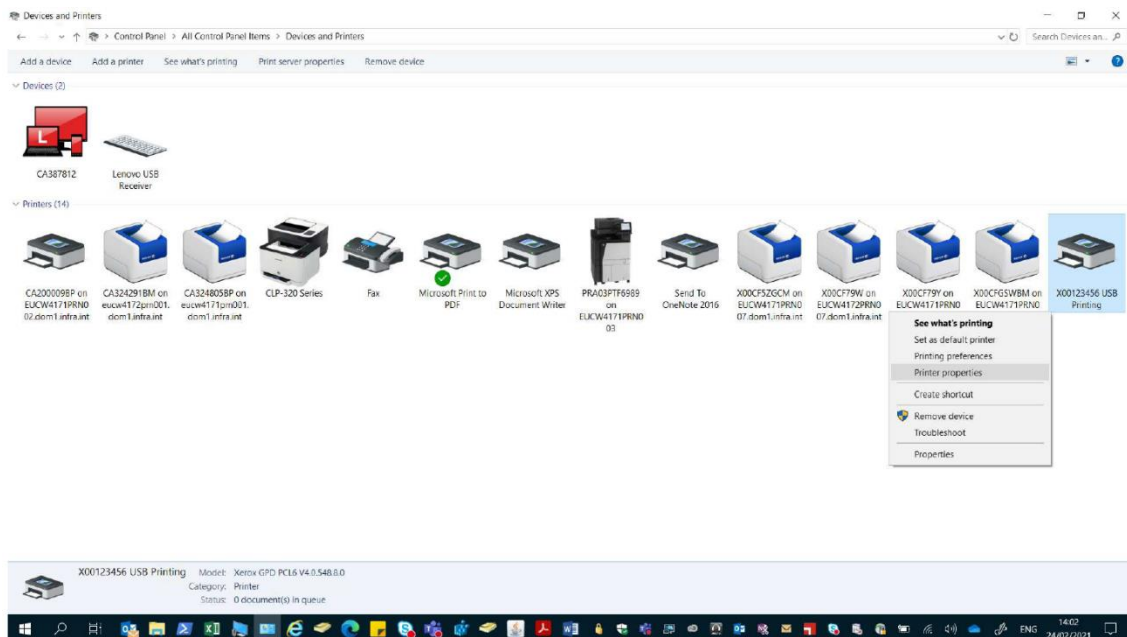 Devices and Printers
Control Panel > All Control Panel Items > Devices and Printers
Search Devices an...
Add a device
Add a printer
See what's printing
Print server properties
Remove device
Devices (2)
L
CA387812
Lenovo USB
Receiver
Printers (14)
CA2000098P on
EUCW4171PRN0
02.dom1.infra.int
CA324291BM on
eucw4172prn001.
dom1.infra.int
CA324805BP on
eucw4171prn001.
dom1.infra.int
CLP-320 Series
Fax
Microsoft Print to
PDF
Microsoft XPS
Document Writer
PRA03PTF6989
on
EUCW4171PRN0
03
Send To
OneNote 2016
X00CF5ZGCM on
EUCW4171PRN0
07.dom1.infra.int
X00CF79W on
EUCW4172PRN0
07.dom1.infra.int
X00CF79Y on
EUCW4171PRN0
X00CFGSWBM on
EUCW4171PRN0
X00123456 USB
Printing
See what's printing
Set as default printer
Printing preferences
Printer properties
Create shortcut
Remove device
Troubleshoot
Properties
X00123456 USB Printing
Model: Xerox GPD PCL6 V4.0.548.8.0
Category: Printer
Status: 0 document(s) in queue
ENG
14:02
24/02/2021